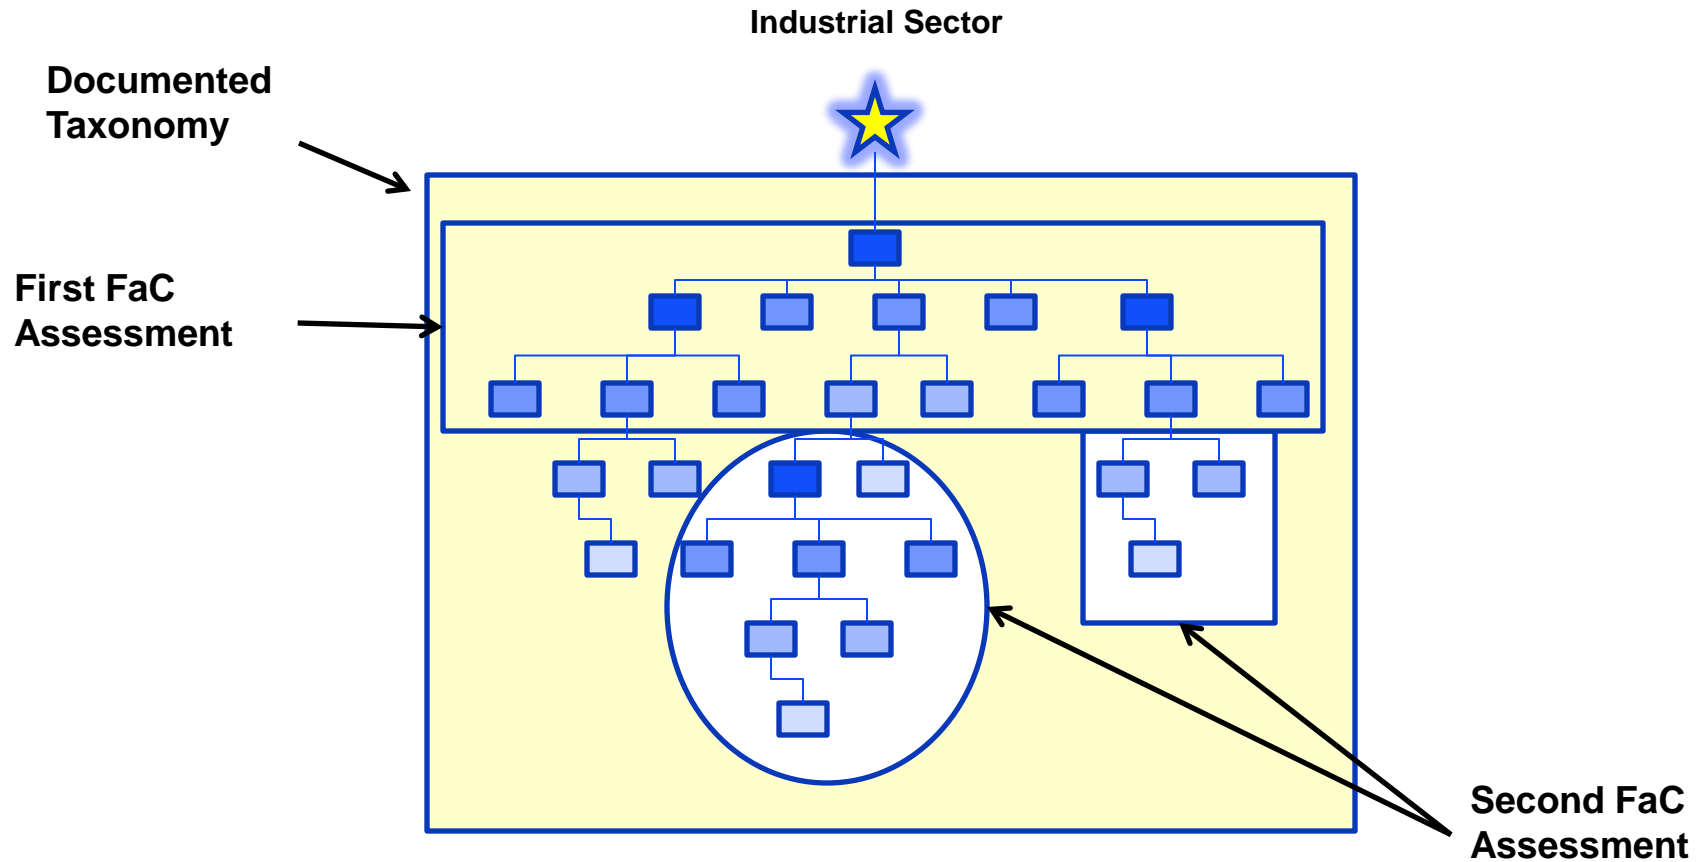 Industrial Sector
Documented
Taxonomy
First FaC
Assessment
Second FaC
Assessment